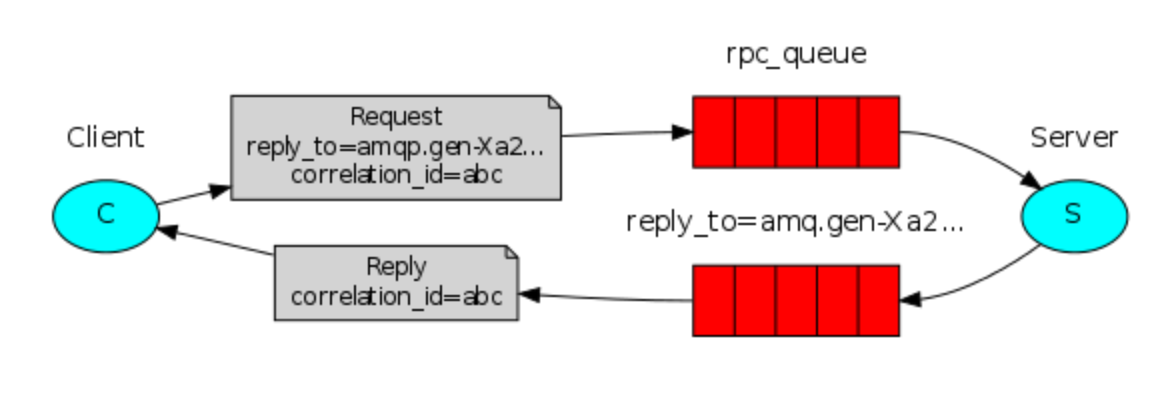 rpc_queue
Client
Request
reply_to=amqp.gen-Xa2...
correlation_id=abc
Server
C
S
reply_to=amq.gen-Xa2...
Reply
correlation_id=abc